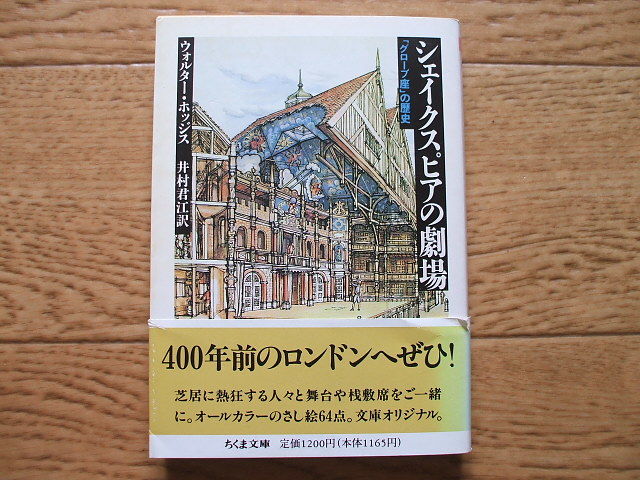 シェイクスピアの劇場
「グローブ座」の歴史
ウォルター・ホッジス
井村君江訳
400年前のロンドンへぜひ!
芝居に熱狂する人々と舞台や桟敷席をご一緒
に。オールカラーのさし絵64点。文庫オリジナル。
ちくま文庫 定価1200円(本体1165円)